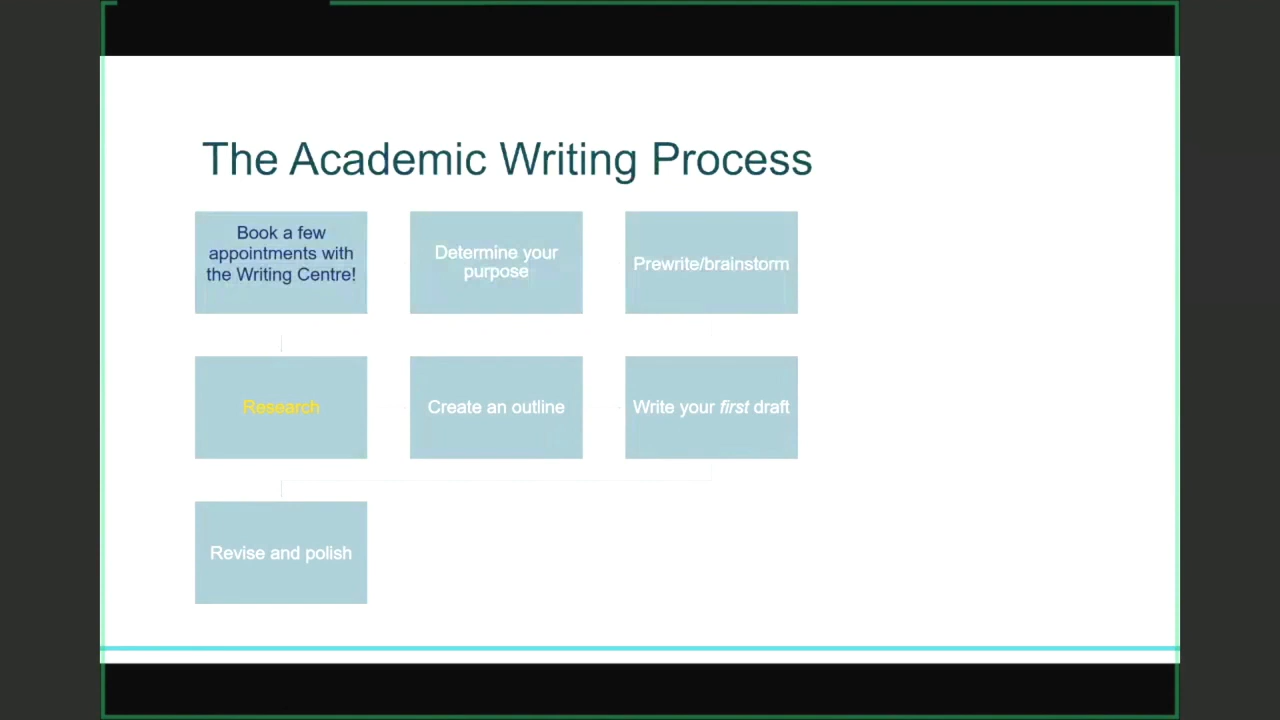 The Academic Writing Process
Book a few
appointments with
the Writing Centre!
Determine your
purpose
Prewrite/brainstorm
Research
Create an outline
Write your first draft
Revise and polish